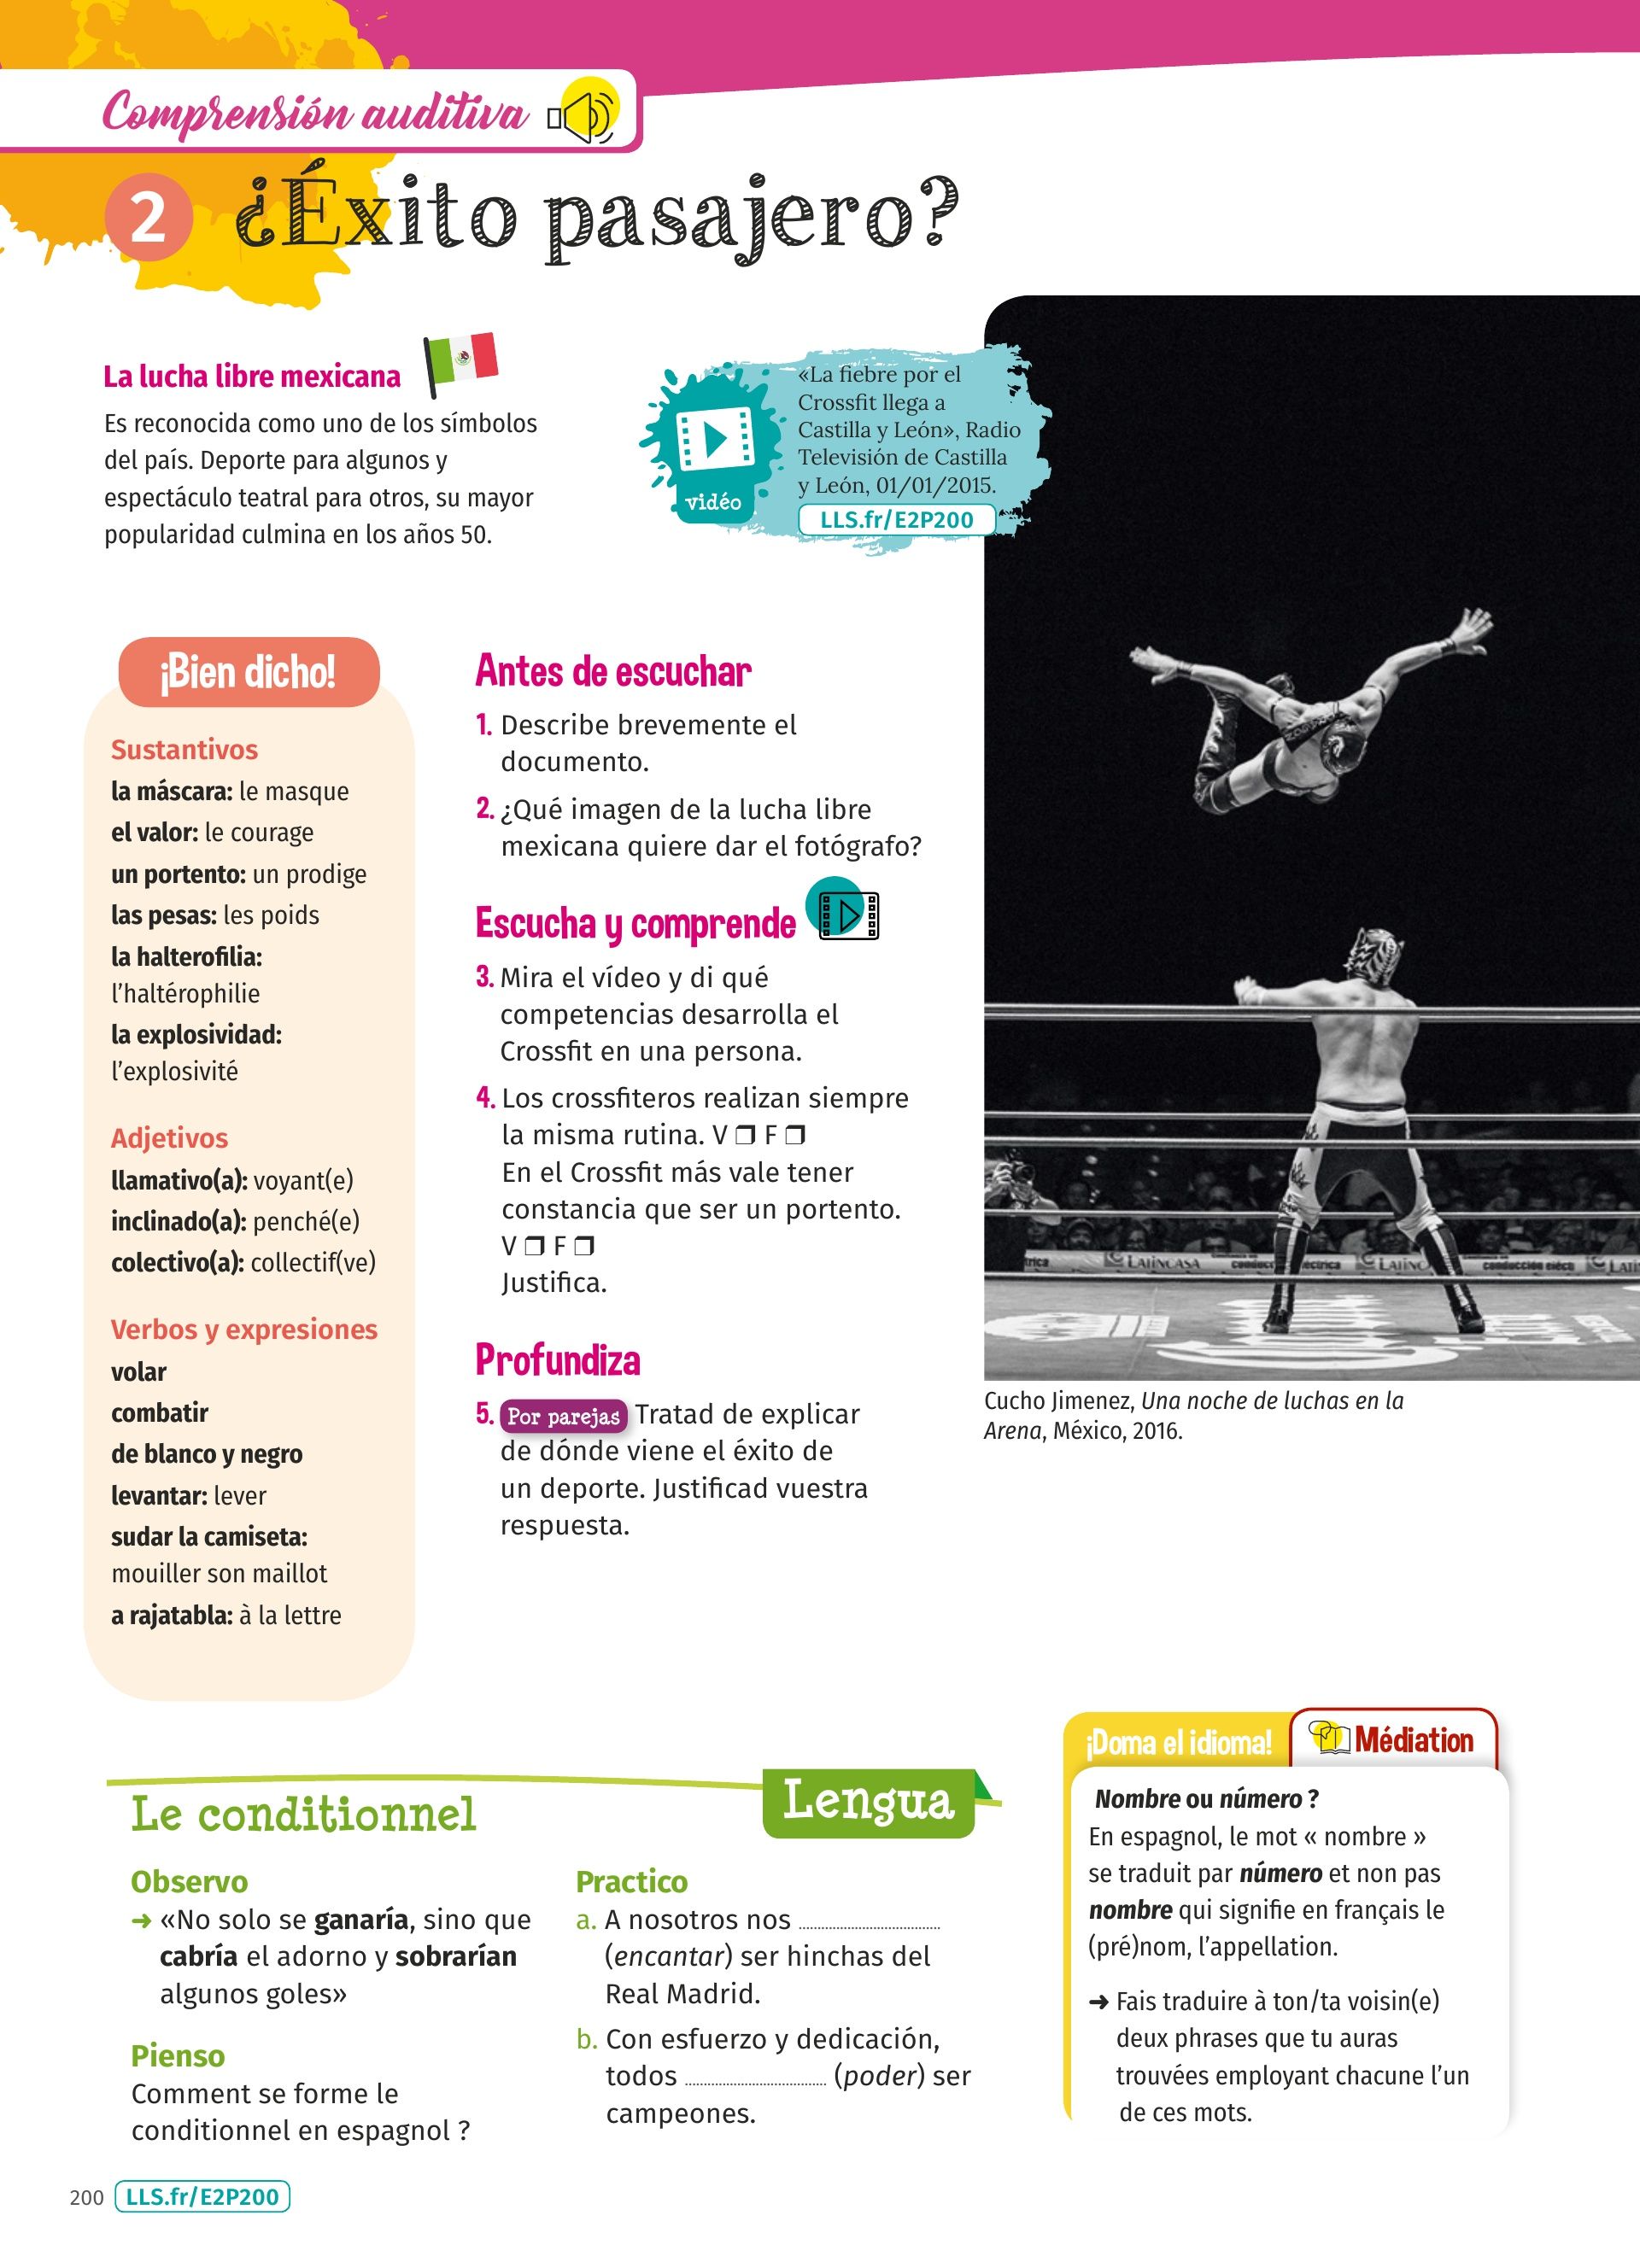 Comprensión auditiva
2 ¿Éxito pasajero?
La lucha libre mexicana
Es reconocida como uno de los símbolos
del país. Deporte para algunos y
espectáculo teatral para otros, su mayor
popularidad culmina en los años 50.
«La fiebre por el
Crossfit llega a
Castilla y León», Radio
Televisión de Castilla
y León, 01/01/2015.
vidéo
LLS.fr/E2P200
¡Bien dicho!
Sustantivos
la máscara: le masque
el valor: le courage
un portento: un prodige
las pesas: les poids
la halterofilia:
l'haltérophilie
la explosividad:
l'explosivité
Adjetivos
llamativo(a): voyant(e)
inclinado(a): penché(e)
colectivo(a): collectif(ve)
Verbos y expresiones
volar
combatir
de blanco y negro
levantar: lever
sudar la camiseta:
mouiller son maillot
a rajatabla: à la lettre
Antes de escuchar
1. Describe brevemente el
documento.
2. ¿Qué imagen de la lucha libre
mexicana quiere dar el fotógrafo?
Escucha y comprende
3. Mira el vídeo y di qué
competencias desarrolla el
Crossfit en una persona.
4. Los crossfiteros realizan siempre
la misma rutina. V ❒ F ❒
En el Crossfit más vale tener
constancia que ser un portento.
V ❒ F ❒
Justifica.
Profundiza
5. Por parejas Tratad de explicar
de dónde viene el éxito de
un deporte. Justificad vuestra
respuesta.
LATINCASA
Cucho Jimenez, Una noche de luchas en la
Arena, México, 2016.
Lengua
Le conditionnel
Observo
➜ «No solo se ganaría, sino que
cabría el adorno y sobrarían
algunos goles»
Pienso
Comment se forme le
conditionnel en espagnol ?
Practico
a. A nosotros nos ....................
(encantar) ser hinchas del
Real Madrid.
b. Con esfuerzo y dedicación,
todos .................... (poder) ser
campeones.
¡Doma el idioma! Médiation
Nombre ou número ?
En espagnol, le mot « nombre »
se traduit par número et non pas
nombre qui signifie en français le
(pré)nom, l'appellation.
➜ Fais traduire à ton/ta voisin(e)
deux phrases que tu auras
trouvées employant chacune l'un
de ces mots.
200 LLS.fr/E2P200